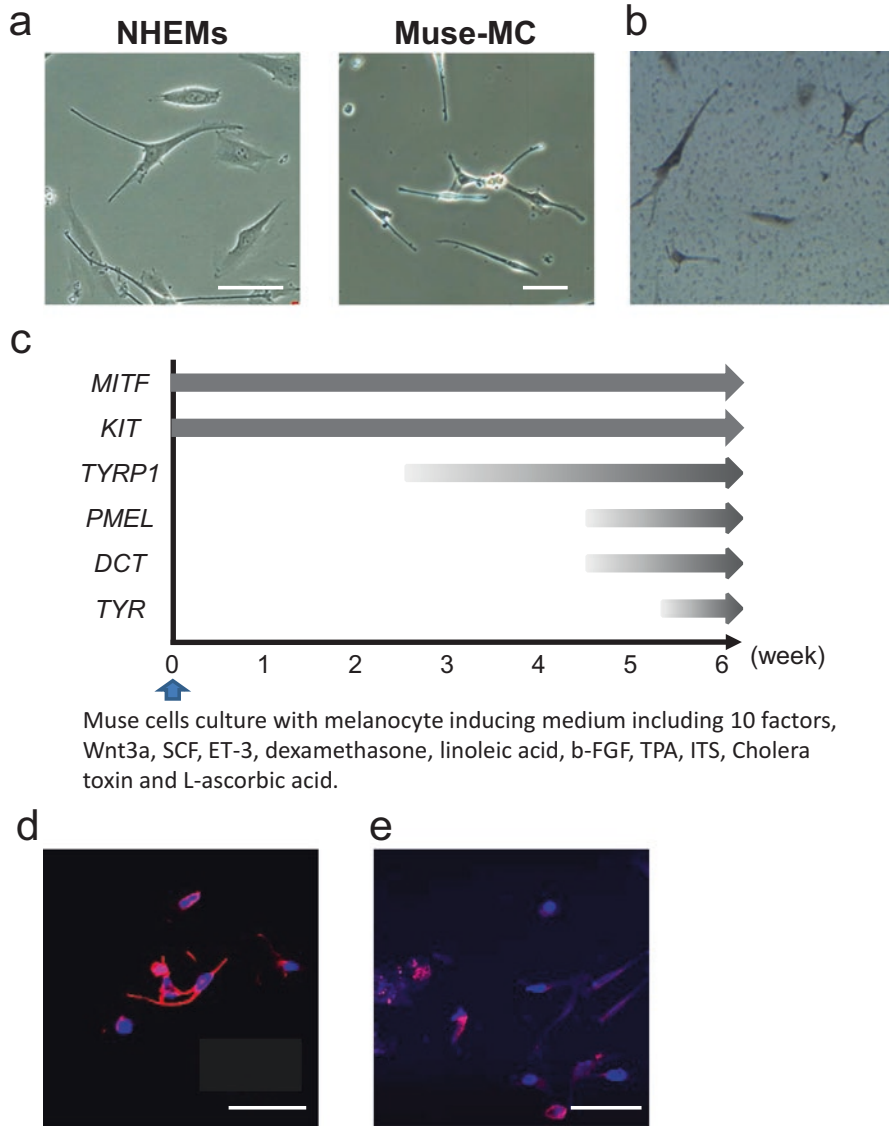 a
NHEMs
Muse-MC
b
c
MITF
KIT
TYRP1
PMEL
DCT
TYR
0 1 2 3 4 5 6 (week)
Muse cells culture with melanocyte inducing medium including 10 factors,
Wnt3a, SCF, ET-3, dexamethasone, linoleic acid, b-FGF, TPA, ITS, Cholera
toxin and L-ascorbic acid.
d
e